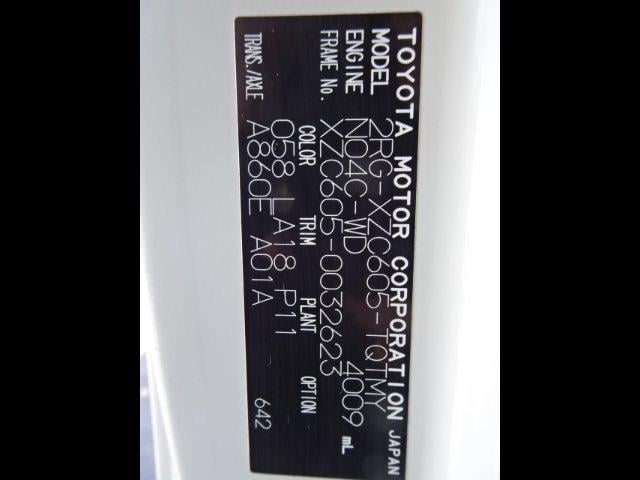 TOYOTA MOTOR CORPORATION JAPAN
MODEL 2RG-XZC605-TQTMY
ENGINE N04C-WD 4009 mL
FRAME No. XZC605-0032623
COLOR TRIM PLANT OPTION
058 LA18 P11
TRANS./AXLE A860E A01A
642